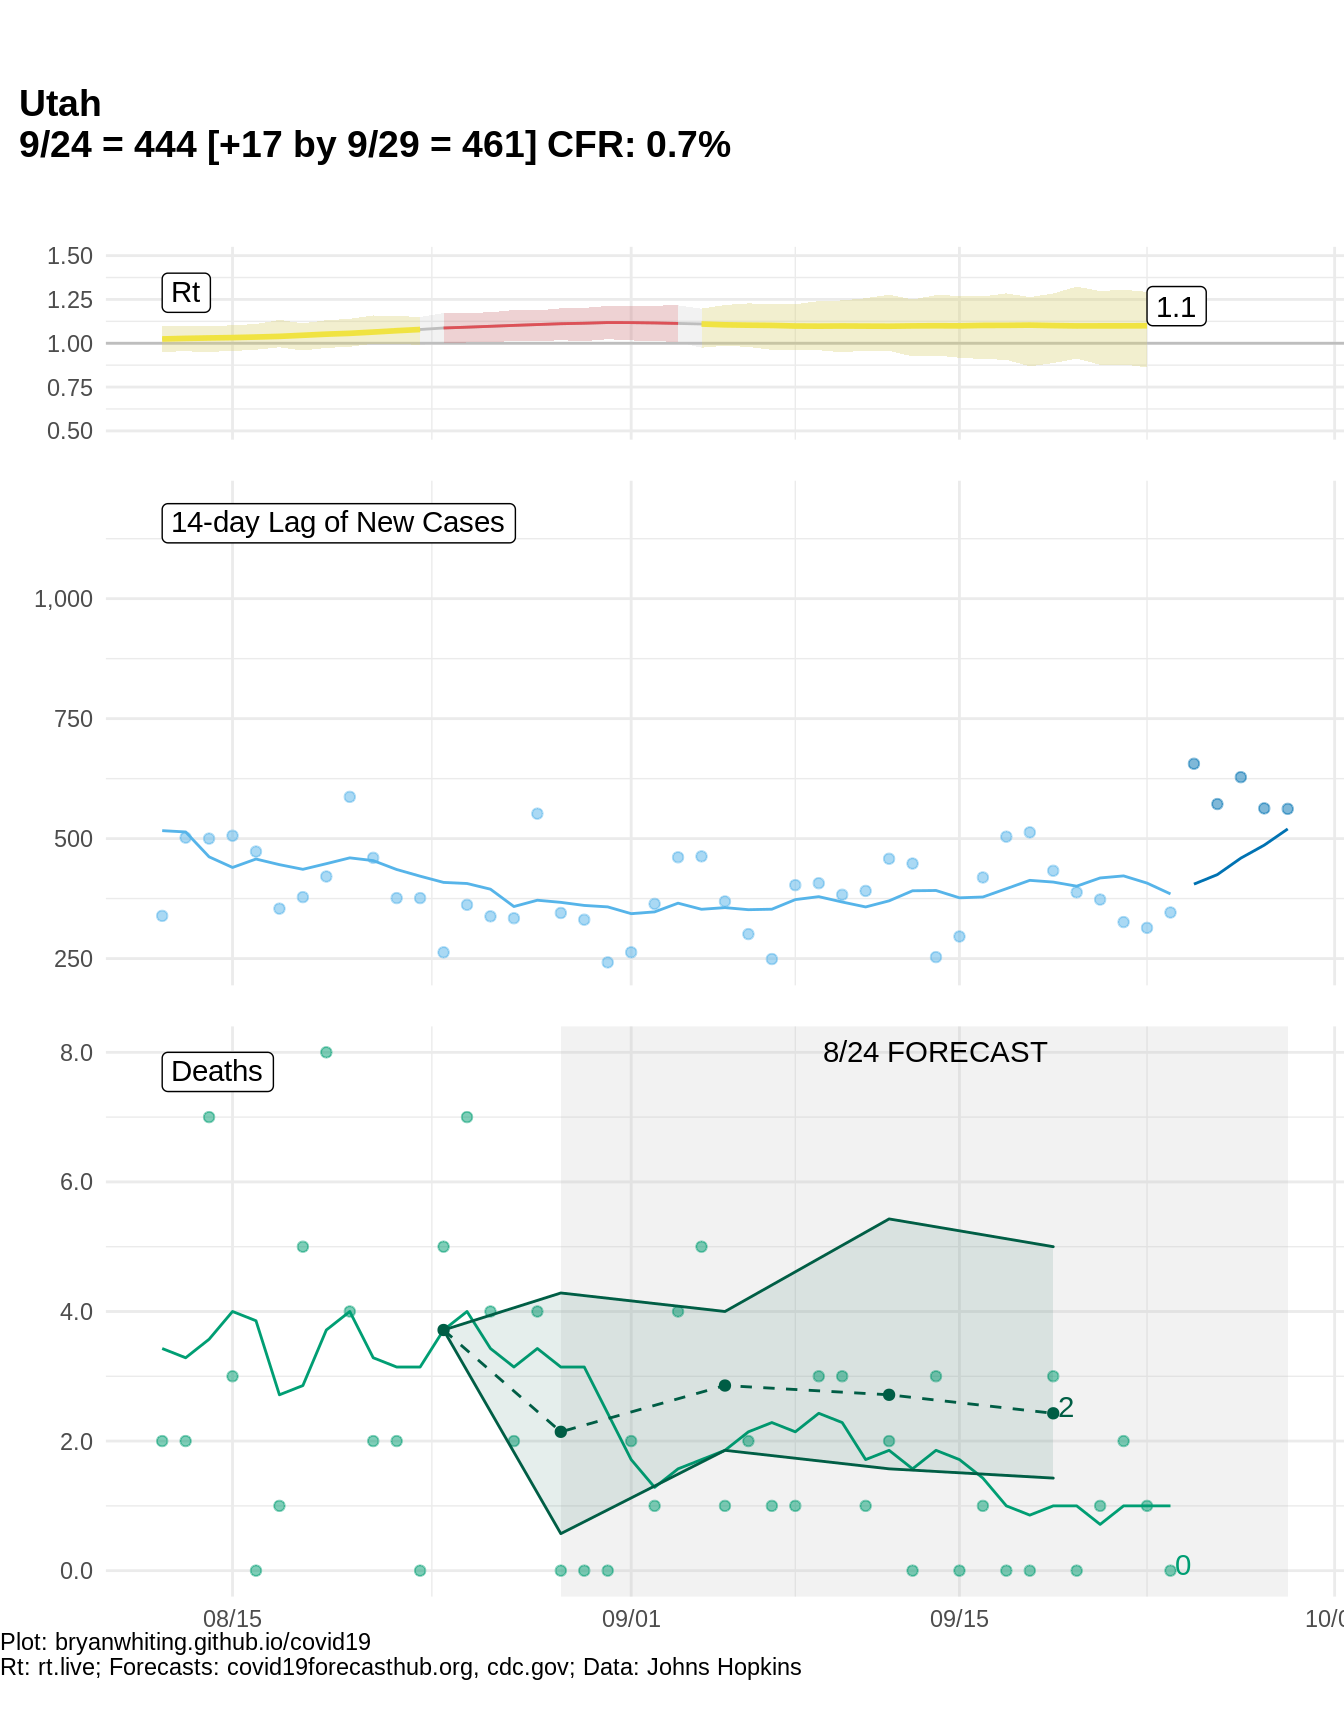 Utah
9/24 = 444 [+17 by 9/29 = 461] CFR: 0.7%
1.50
1.25
1.00
0.75
0.50
Rt
1.1
14-day Lag of New Cases
1,000
750
500
250
8/24 FORECAST
Deaths
8.0
6.0
4.0
2.0
0.0
2
0
08/15
09/01
09/15
Plot: bryanwhiting.github.io/covid19
Rt: rt.live; Forecasts: covid19forecasthub.org, cdc.gov; Data: Johns Hopkins